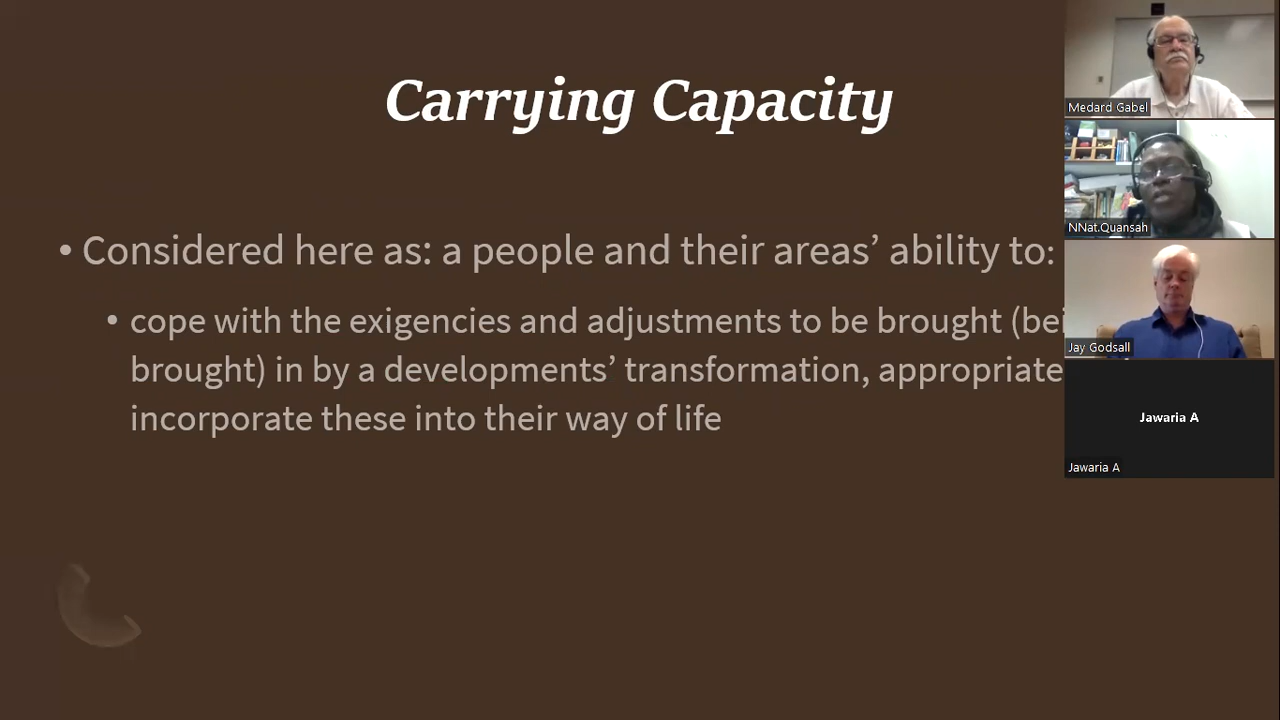 Carrying Capacity
• Considered here as: a people and their areas’ ability to:
• cope with the exigencies and adjustments to be brought (bei
brought) in by a developments’ transformation, appropriate
incorporate these into their way of life
Medard Gabel
NNat.Quansah
Jay Godsall
Jawaria A
Jawaria A